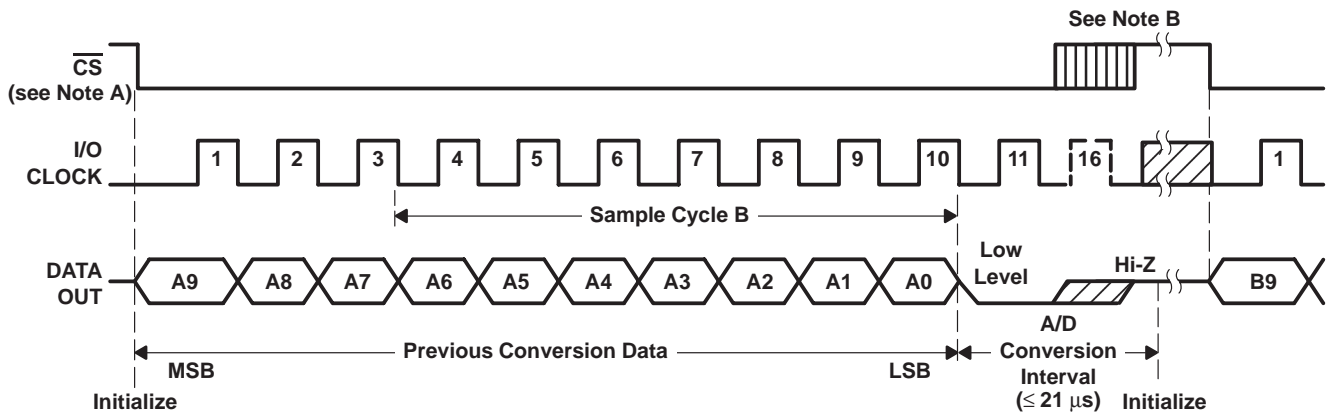 See Note B
CS
(see Note A)
I/O
CLOCK
1 2 3 4 5 6 7 8 9 10 11 16 1
Sample Cycle B
DATA
OUT
A9 A8 A7 A6 A5 A4 A3 A2 A1 A0
Low
Level
Hi-Z
B9
Previous Conversion Data
MSB
LSB
A/D
Conversion
Interval
(≤ 21 μs)
Initialize
Initialize